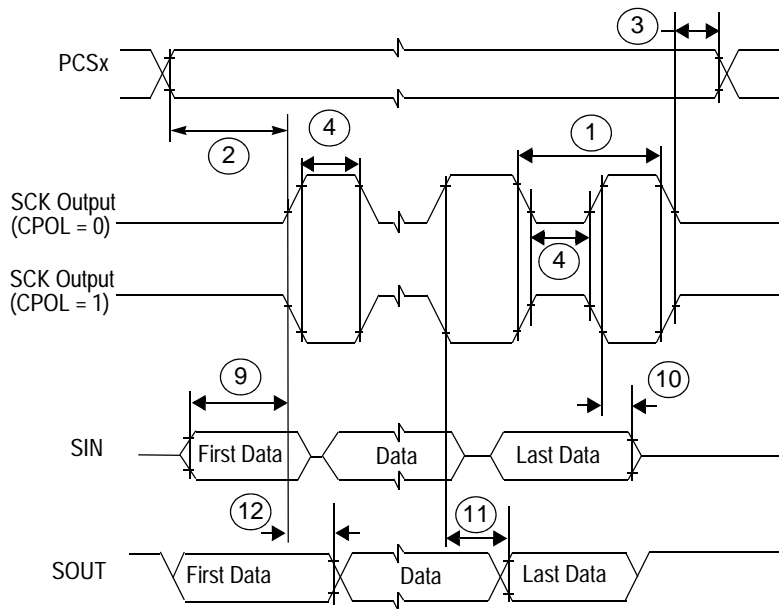 3
PCSx
2
4
1
SCK Output
(CPOL = 0)
4
SCK Output
(CPOL = 1)
9
10
SIN
First Data
Data
Last Data
12
11
SOUT
First Data
Data
Last Data